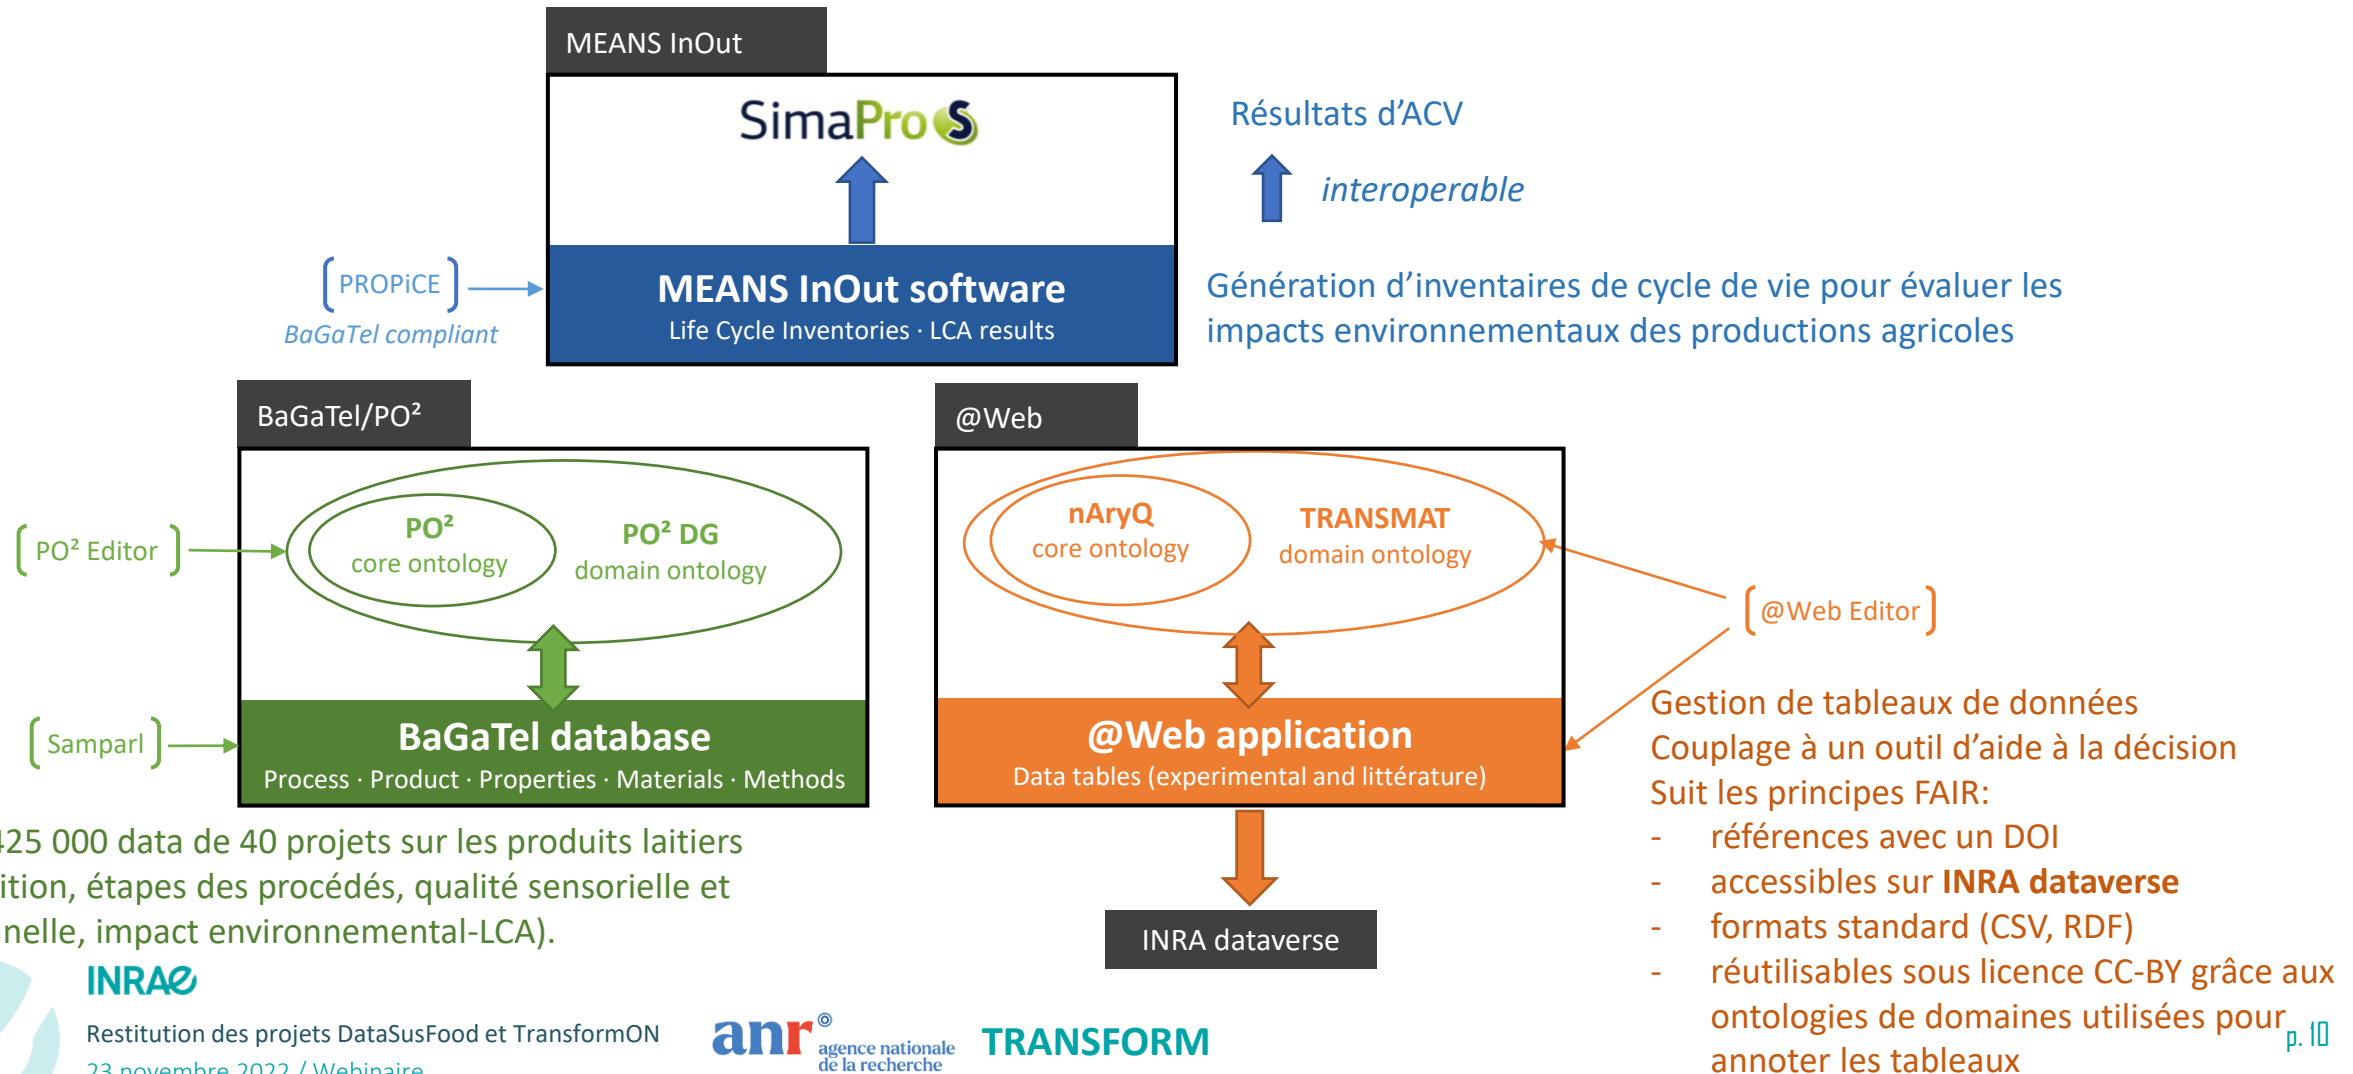 MEANS InOut
SimaPro
Résultats d'ACV
interoperable
PROPiCE
BaGaTel compliant
MEANS InOut software
Life Cycle Inventories · LCA results
Génération d'inventaires de cycle de vie pour évaluer les
impacts environnementaux des productions agricoles
BaGaTel/PO²
PO² Editor
PO²
core ontology
PO² DG
domain ontology
Samparl
BaGaTel database
Process · Product · Properties · Materials · Methods
425 000 data de 40 projets sur les produits laitiers
ition, étapes des procédés, qualité sensorielle et
nnelle, impact environnemental-LCA).
@Web
nAryQ
core ontology
TRANSMAT
domain ontology
@Web Editor
@Web application
Data tables (experimental and littérature)
INRA dataverse
Gestion de tableaux de données
Couplage à un outil d'aide à la décision
Suit les principes FAIR:
- références avec un DOI
- accessibles sur INRA dataverse
- formats standard (CSV, RDF)
- réutilisables sous licence CC-BY grâce aux
ontologies de domaines utilisées pour
annoter les tableaux
INRAE
Restitution des projets DataSusFood et TransformON
23 novembre 2022 / Webinaire
anr
agence nationale
de la recherche
TRANSFORM
p. 10